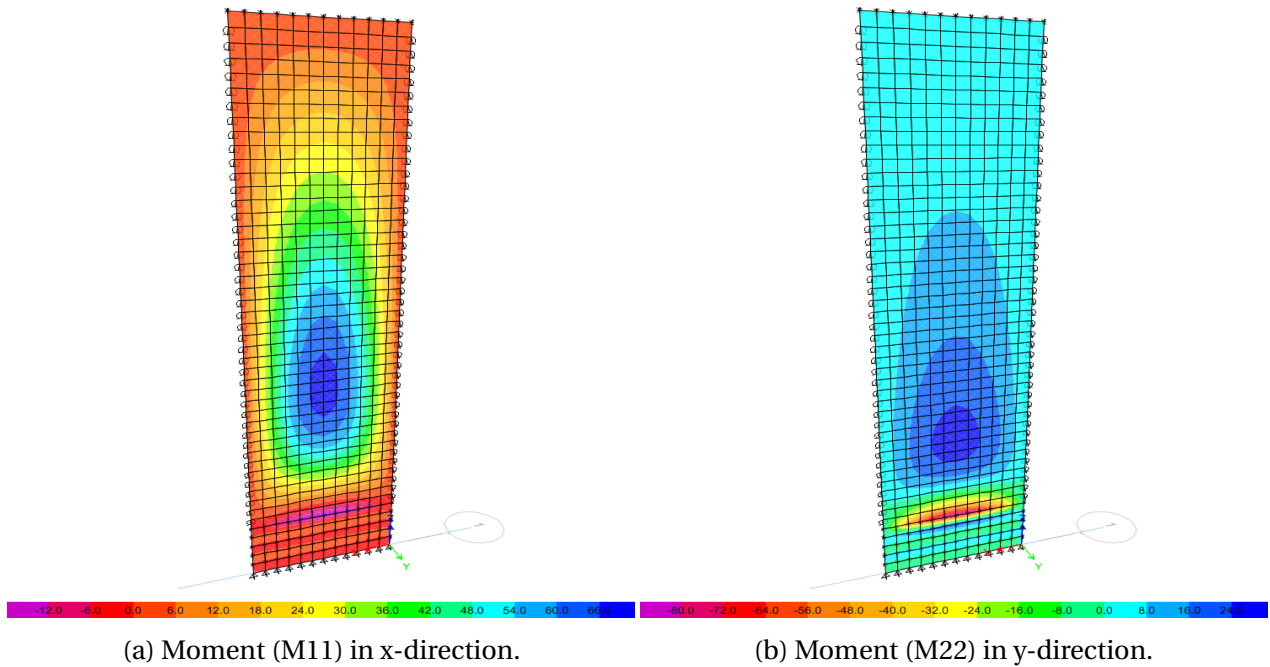 Z
Y
Z
Y
-12.0 -6.0 0.0 6.0 12.0 18.0 24.0 30.0 36.0 42.0 48.0 54.0 60.0 66.0
-80.0 -72.0 -64.0 -56.0 -48.0 -40.0 -32.0 -24.0 -16.0 -8.0 0.0 8.0 16.0 24.0
(a) Moment (M11) in x-direction.
(b) Moment (M22) in y-direction.